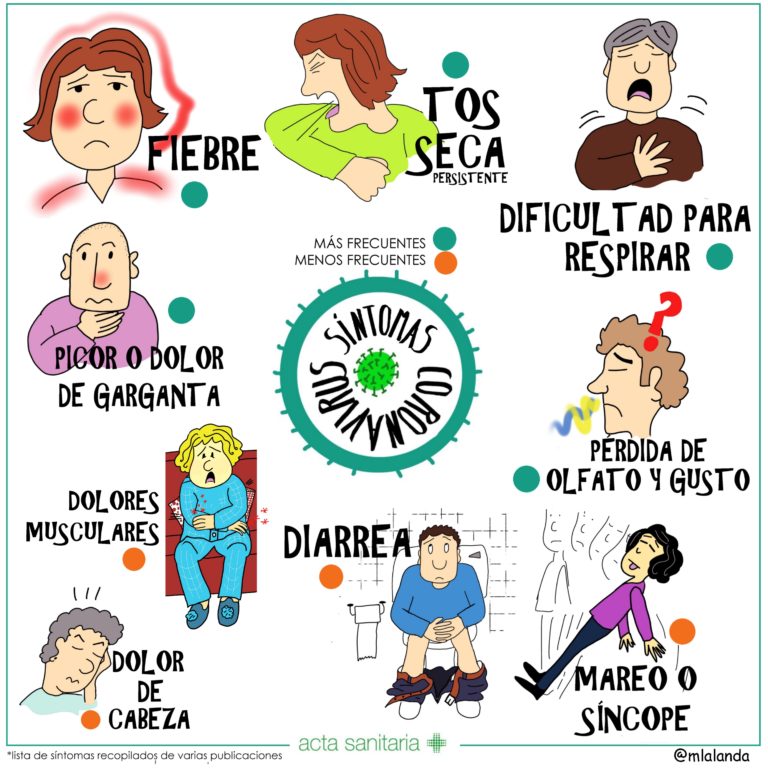 FIEBRE
TOS
SECA
PERSISTENTE
DIFICULTAD PARA
RESPIRAR
MÁS FRECUENTES
MENOS FRECUENTES
PICOR O DOLOR
DE GARGANTA
SÍNTOMAS CORONAVIRUS
?
PÉRDIDA DE
OLFATO Y GUSTO
DOLORES
MUSCULARES
DIARREA
DOLOR
DE
CABEZA
MAREO O
SÍNCOPE
*lista de síntomas recopilados de varias publicaciones
acta sanitaria
@mlalanda